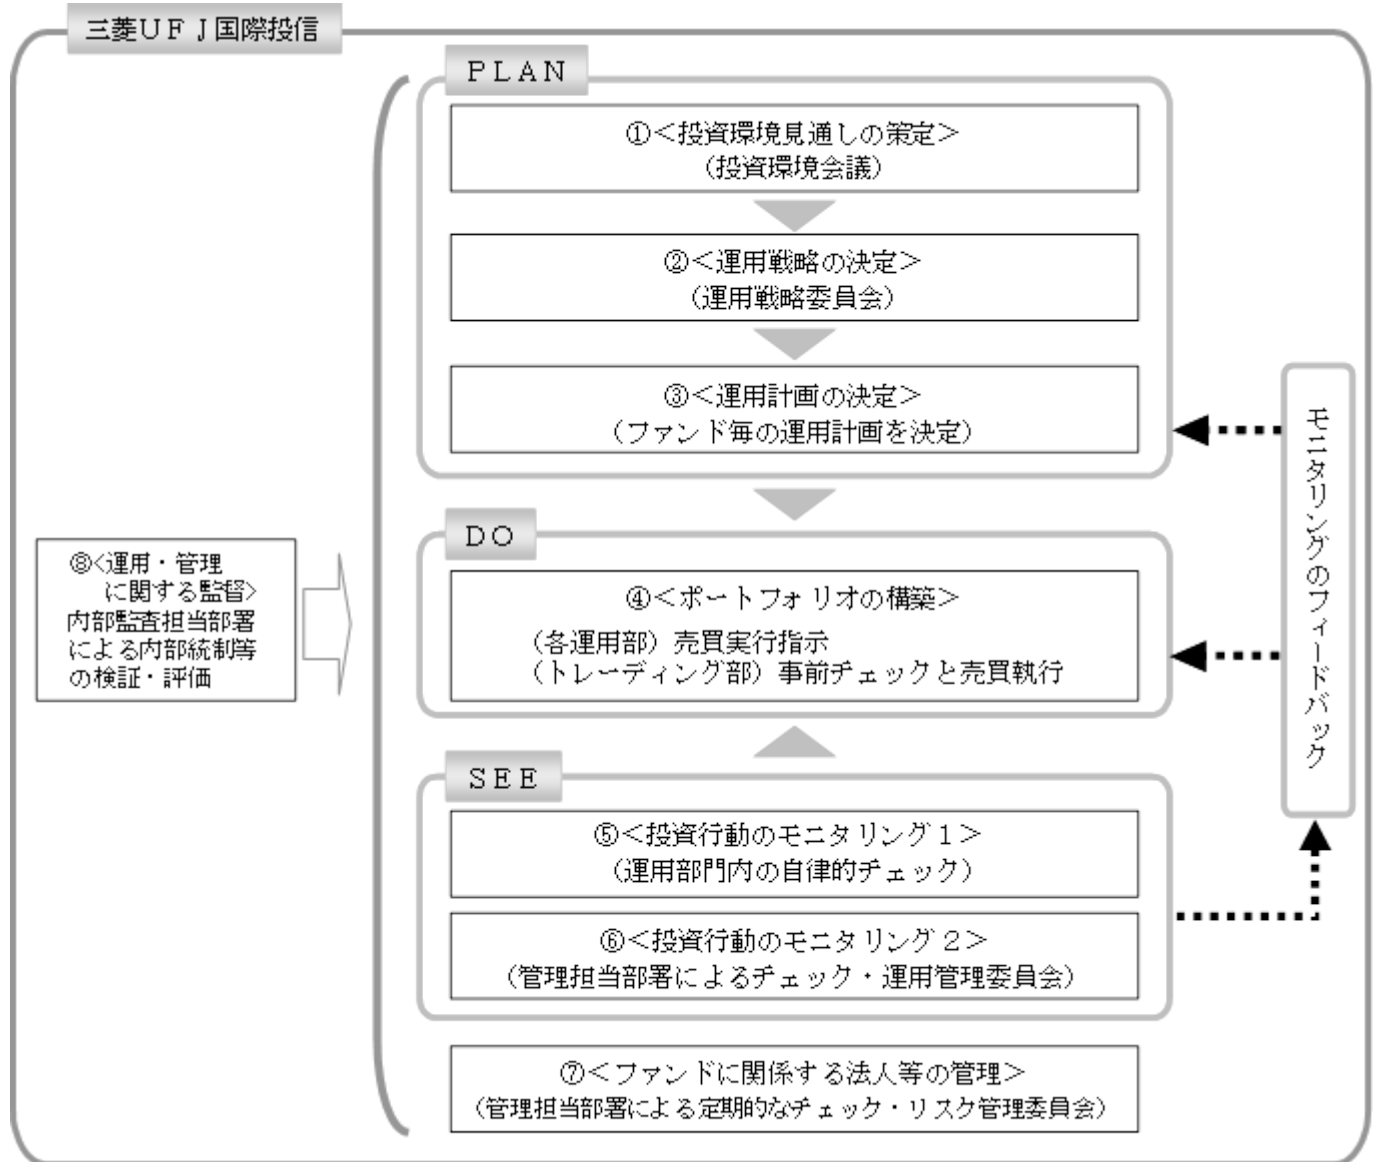 三菱ＵＦＪ国際投信
ＰＬＡＮ
①＜投資環境見通しの策定＞
（投資環境会議）
②＜運用戦略の決定＞
（運用戦略委員会）
③＜運用計画の決定＞
（ファンド毎の運用計画を決定）
ＤＯ
④＜ポートフォリオの構築＞
（各運用部）売買実行指示
（トレーディング部）事前チェックと売買執行
ＳＥＥ
⑤＜投資行動のモニタリング１＞
（運用部門内の自律的チェック）
⑥＜投資行動のモニタリング２＞
（管理担当部署によるチェック・運用管理委員会）
⑦＜ファンドに関係する法人等の管理＞
（管理担当部署による定期的なチェック・リスク管理委員会）
⑧<運用・管理
に関する監督>
内部監査担当部署
による内部統制等
の検証・評価
モニタリングのフィードバック